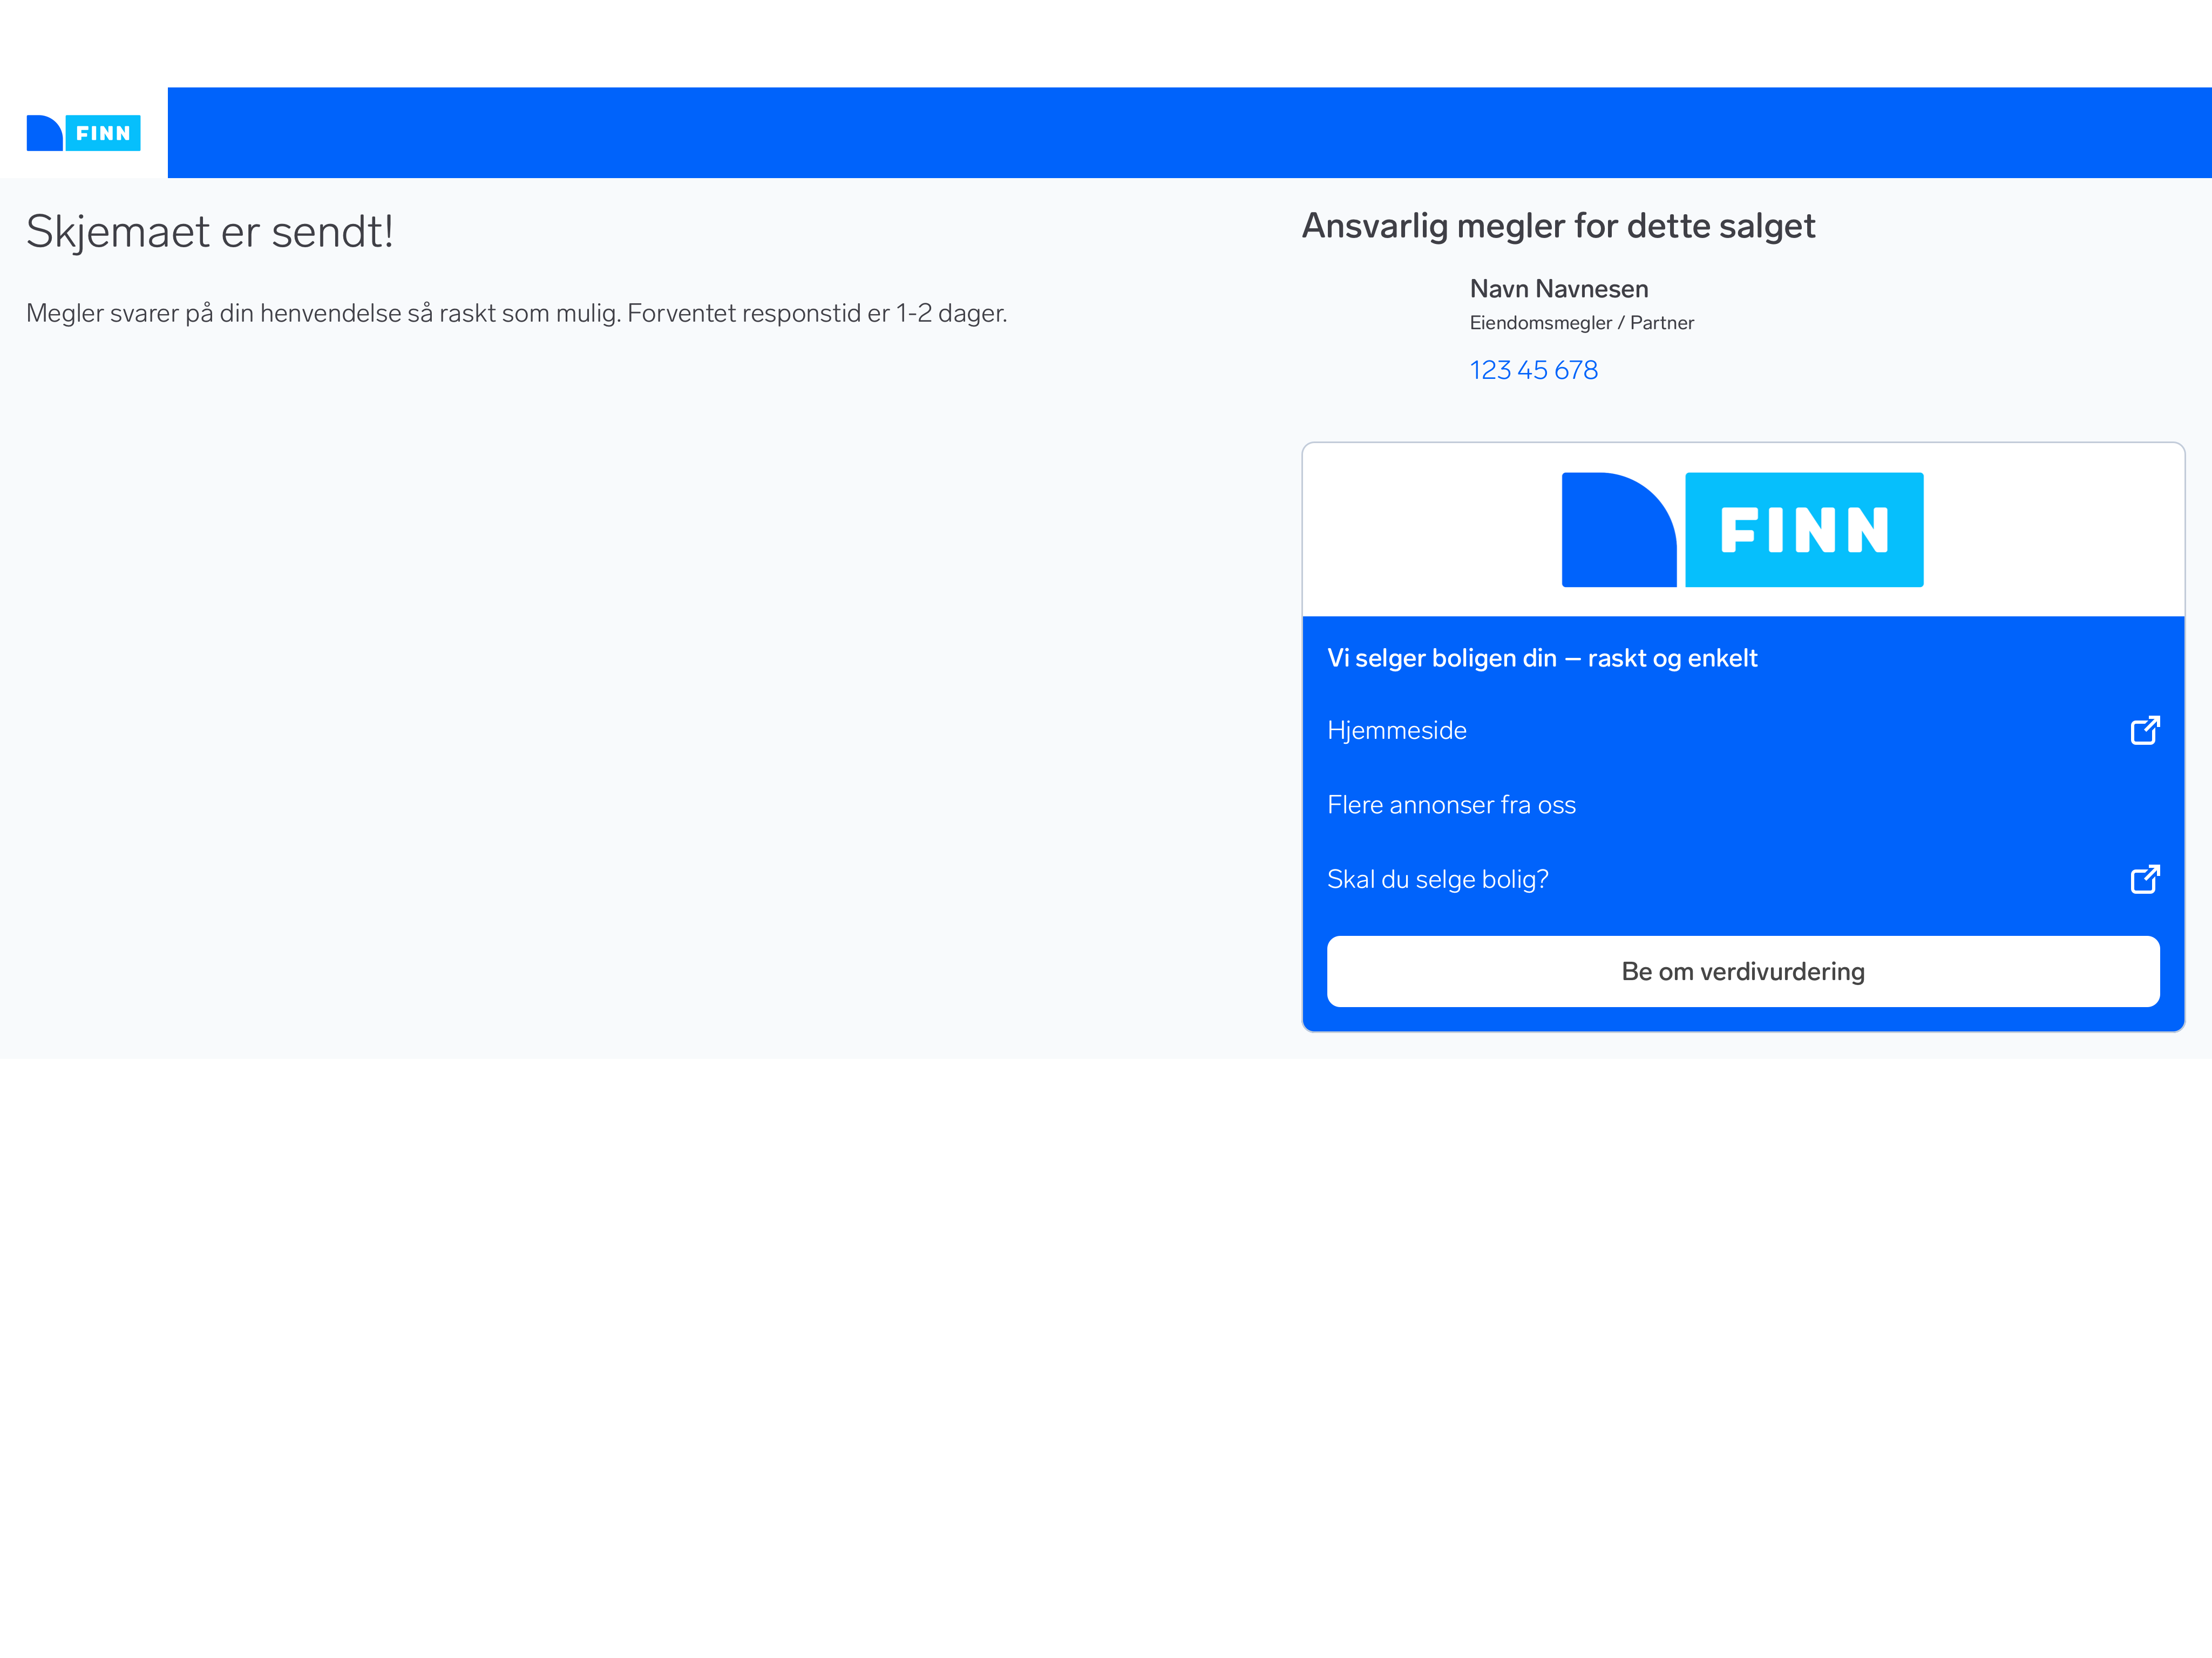 FINN
Skjemaet er sendt!
Megler svarer på din henvendelse så raskt som mulig. Forventet responstid er 1-2 dager.
Ansvarlig megler for dette salget
Navn Navnesen
Eiendomsmegler / Partner
123 45 678
FINN
Vi selger boligen din – raskt og enkelt
Hjemmeside
Flere annonser fra oss
Skal du selge bolig?
Be om verdivurdering